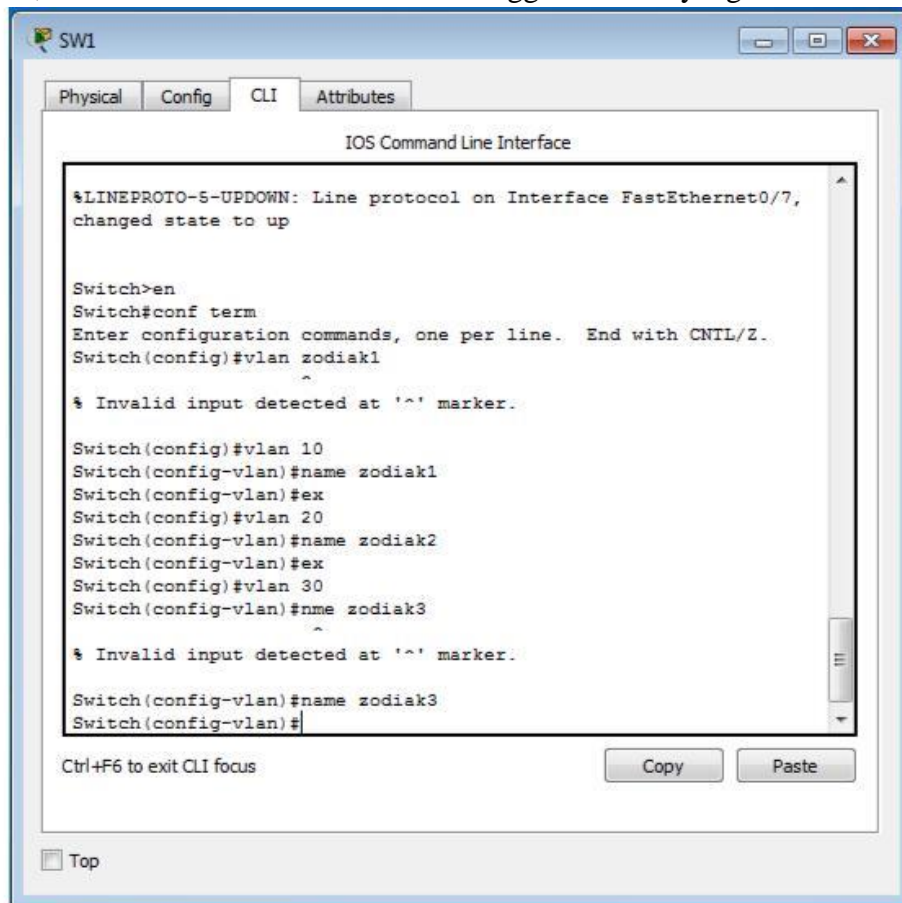 SW1
Physical Config CLI Attributes
IOS Command Line Interface
%LINEPROTO-5-UPDOWN: Line protocol on Interface FastEthernet0/7,
changed state to up
Switch>en
Switch#conf term
Enter configuration commands, one per line.  End with CNTL/Z.
Switch(config)#vlan zodiak1
^
% Invalid input detected at '^' marker.
Switch(config)#vlan 10
Switch(config-vlan)#name zodiak1
Switch(config-vlan)#ex
Switch(config)#vlan 20
Switch(config-vlan)#name zodiak2
Switch(config-vlan)#ex
Switch(config)#vlan 30
Switch(config-vlan)#nme zodiak3
^
% Invalid input detected at '^' marker.
Switch(config-vlan)#name zodiak3
Switch(config-vlan)#
Ctrl+F6 to exit CLI focus Copy Paste
Top